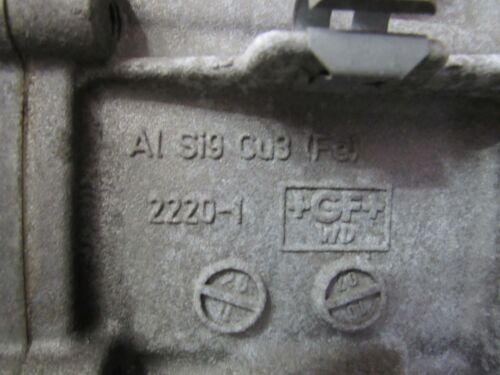 Al Si9 Cu3 (Fe)
2220-1
+GF+
WD